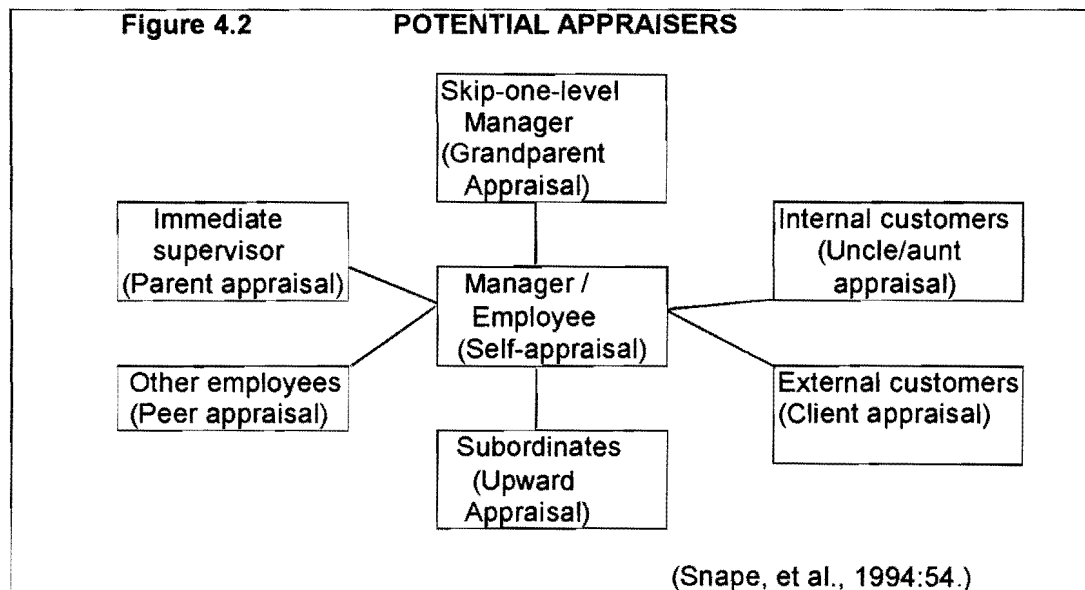 Figure 4.2 POTENTIAL APPRAISERS
Skip-one-level
Manager
(Grandparent
Appraisal)
Immediate
supervisor
(Parent appraisal)
Internal customers
(Uncle/aunt
appraisal)
Manager /
Employee
(Self-appraisal)
Other employees
(Peer appraisal)
External customers
(Client appraisal)
Subordinates
(Upward
Appraisal)
(Snape, et al., 1994:54.)